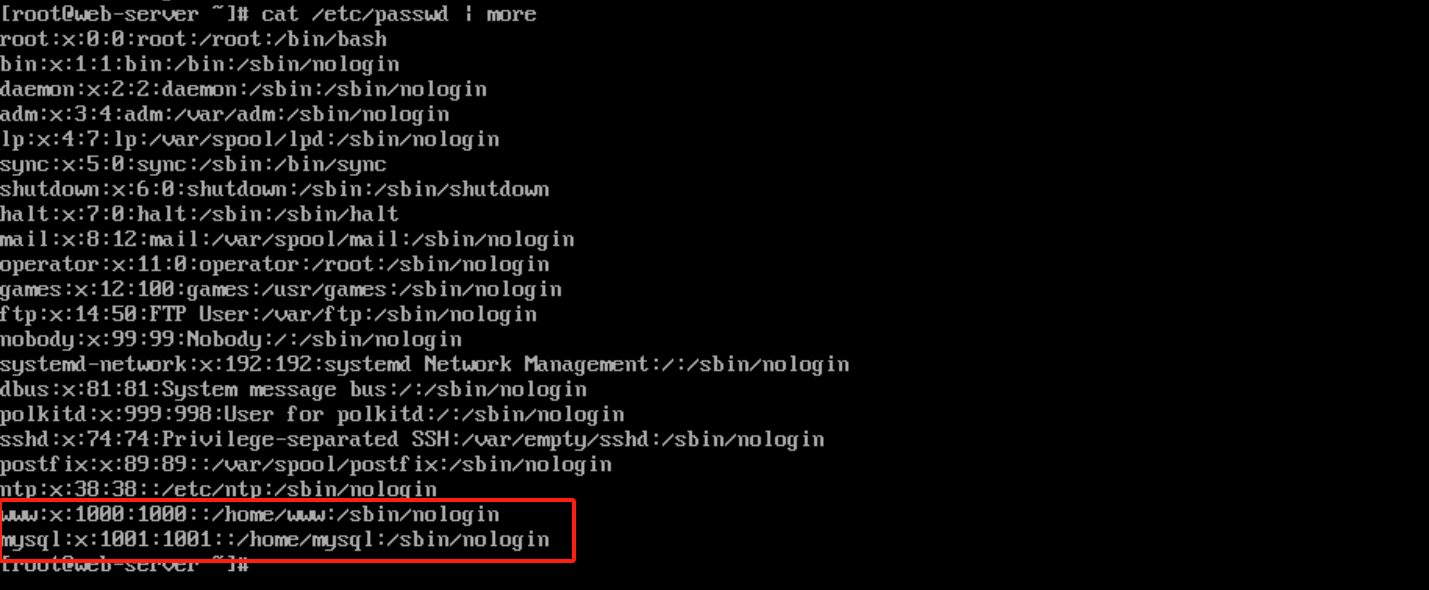 [root@web-server ~]# cat /etc/passwd | more
root:x:0:0:root:/root:/bin/bash
bin:x:1:1:bin:/bin:/sbin/nologin
daemon:x:2:2:daemon:/sbin:/sbin/nologin
adm:x:3:4:adm:/var/adm:/sbin/nologin
lp:x:4:7:lp:/var/spool/lpd:/sbin/nologin
sync:x:5:0:sync:/sbin:/bin/sync
shutdown:x:6:0:shutdown:/sbin:/sbin/shutdown
halt:x:7:0:halt:/sbin:/sbin/halt
mail:x:8:12:mail:/var/spool/mail:/sbin/nologin
operator:x:11:0:operator:/root:/sbin/nologin
games:x:12:100:games:/usr/games:/sbin/nologin
ftp:x:14:50:FTP User:/var/ftp:/sbin/nologin
nobody:x:99:99:Nobody:/:/sbin/nologin
systemd-network:x:192:192:systemd Network Management:/:/sbin/nologin
dbus:x:81:81:System message bus:/:/sbin/nologin
polkitd:x:999:998:User for polkitd:/:/sbin/nologin
sshd:x:74:74:Privilege-separated SSH:/var/empty/sshd:/sbin/nologin
postfix:x:89:89::/var/spool/postfix:/sbin/nologin
ntp:x:38:38::/etc/ntp:/sbin/nologin
www:x:1000:1000::/home/www:/sbin/nologin
mysql:x:1001:1001::/home/mysql:/sbin/nologin
[root@web-server ~]#